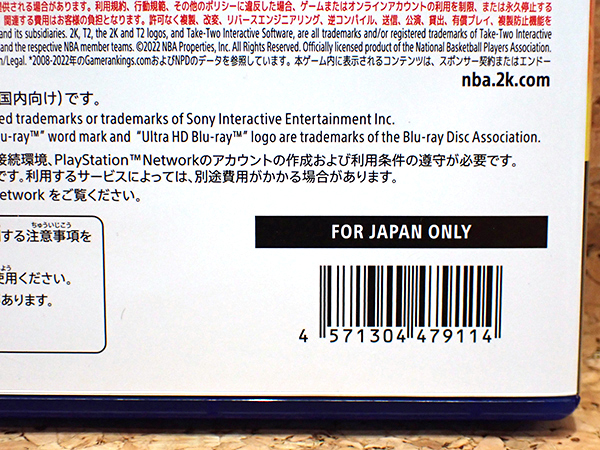 提供される場合があります。利用規約、行動規範、その他のポリシーに違反した場合、ゲームまたはオンラインアカウントの利用を制限、または永久停止する
関連する費用はお客様の負担となります。許可なく複製、改変、リバースエンジニアリング、逆コンパイル、送信、公演、貸出、有償プレイ、複製防止機能を
and its subsidiaries. 2K, T2, the 2K and T2 logos, and Take-Two Interactive Software, are all trademarks and/or registered trademarks of Take-Two Interactive
and the respective NBA member teams. ©2022 NBA Properties, Inc. All Rights Reserved. Officially licensed product of the National Basketball Players Association.
/Legal. *2008-2022年のGamerankings.comおよびNPDのデータを参照しています。本ゲーム内に表示されるコンテンツは、スポンサー契約またはエンドー
nba.2k.com
国内向け)です。
ed trademarks or trademarks of Sony Interactive Entertainment Inc.
lu-ray™" word mark and "Ultra HD Blu-ray™" logo are trademarks of the Blu-ray Disc Association.
接続環境、PlayStation™Networkのアカウントの作成および利用条件の遵守が必要です。
です。利用するサービスによっては、別途費用がかかる場合があります。
etwork をご覧ください。
する注意事項を
ちゅういじこう
使用ください。
あります。
FOR JAPAN ONLY
4 571304 479114